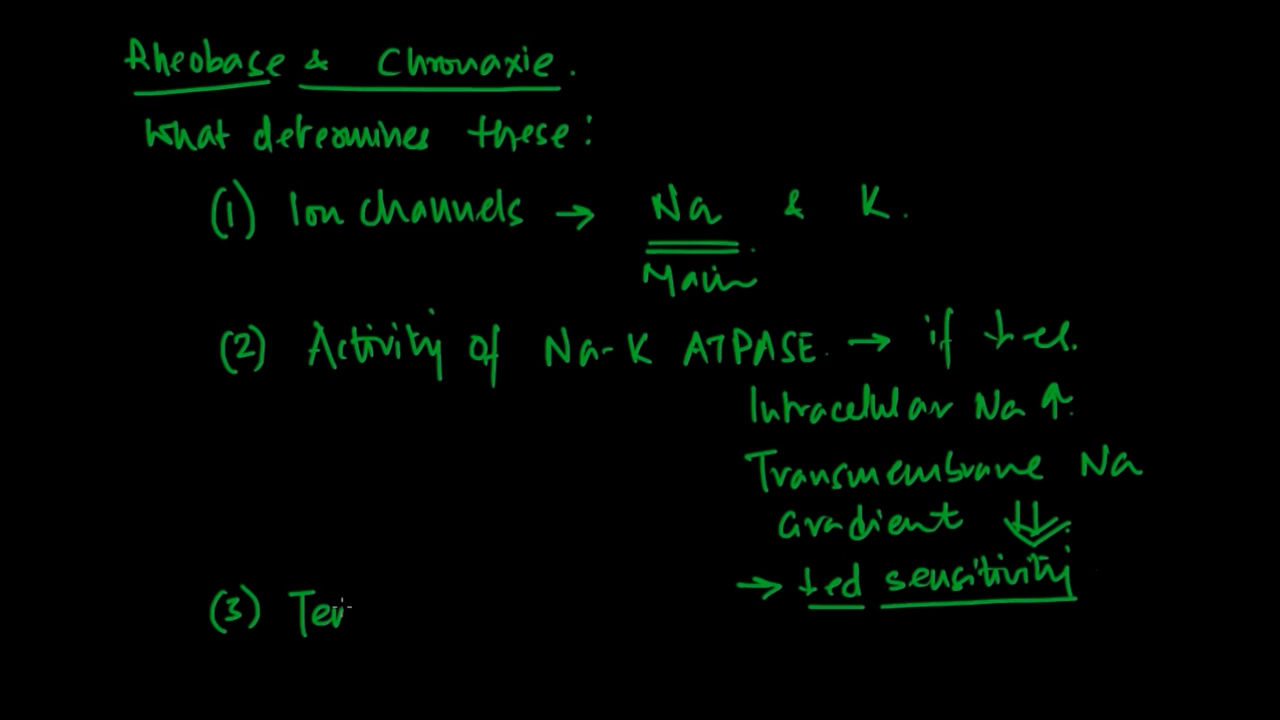 Rheobase & Chronaxie.
What determines these:
(1) Ion channels → Na & K.
Main
(2) Activity of Na-K ATPASE. → if ↓es.
Intracellular Na ↑.
Transmembrane Na
Gradient ⇓.
→ ↓ed sensitivity
(3) Te